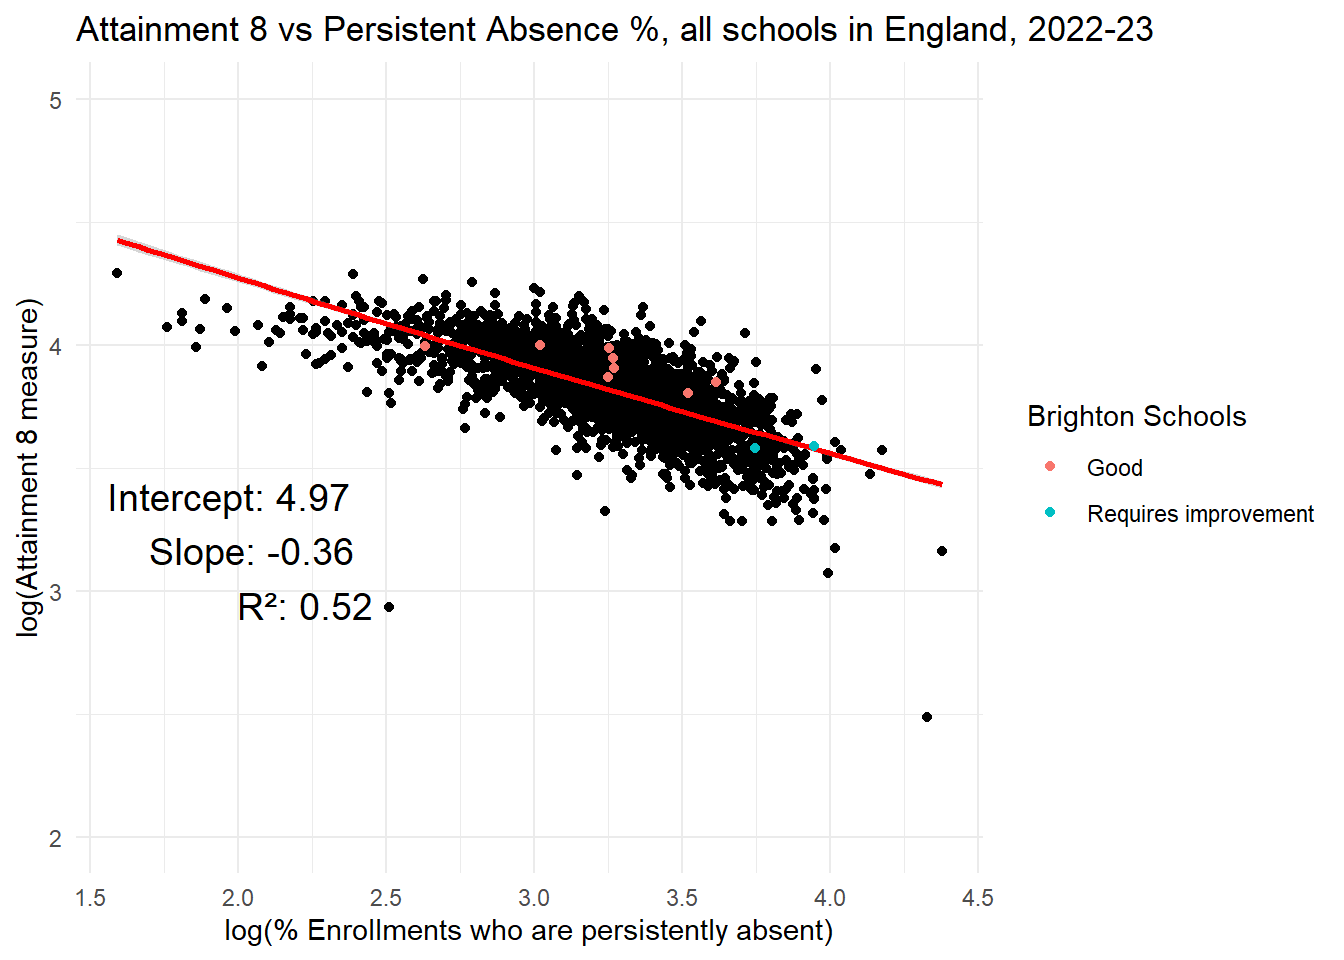 Attainment 8 vs Persistent Absence %, all schools in England, 2022-23
5
4
3
2
log(Attainment 8 measure)
Intercept: 4.97
Slope: -0.36
R²: 0.52
1.5 2.0 2.5 3.0 3.5 4.0 4.5
log(% Enrollments who are persistently absent)
Brighton Schools
Good
Requires improvement